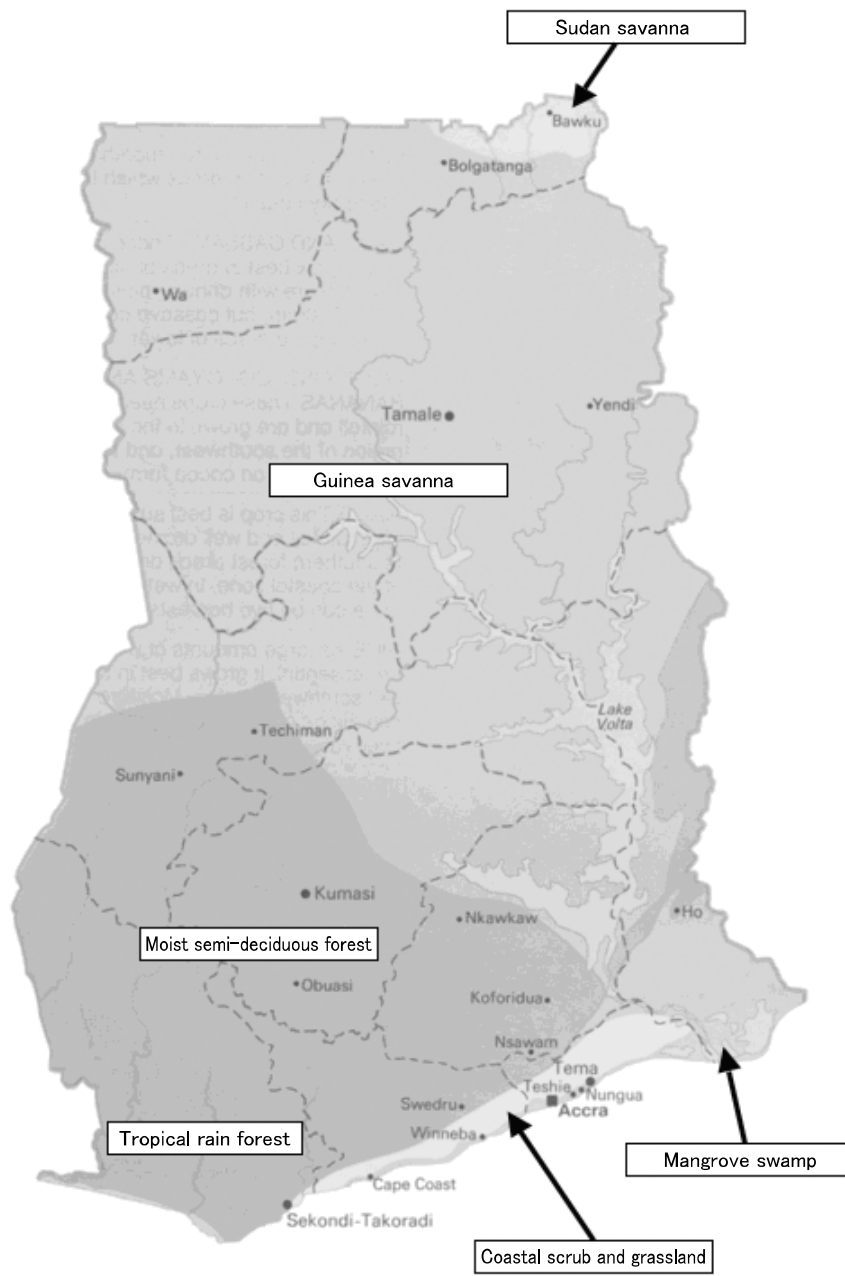 Sudan savanna
Bawku
Bolgatanga
Wa
Tamale
Yendi
Guinea savanna
Lake
Volta
Techiman
Sunyani
Kumasi
Ho
Nkawkaw
Moist semi-deciduous forest
Obuasi
Koforidua
Nsawam
Tema
Teshie
Nungua
Swedru
Accra
Tropical rain forest
Winneba
Mangrove swamp
Cape Coast
Sekondi-Takoradi
Coastal scrub and grassland